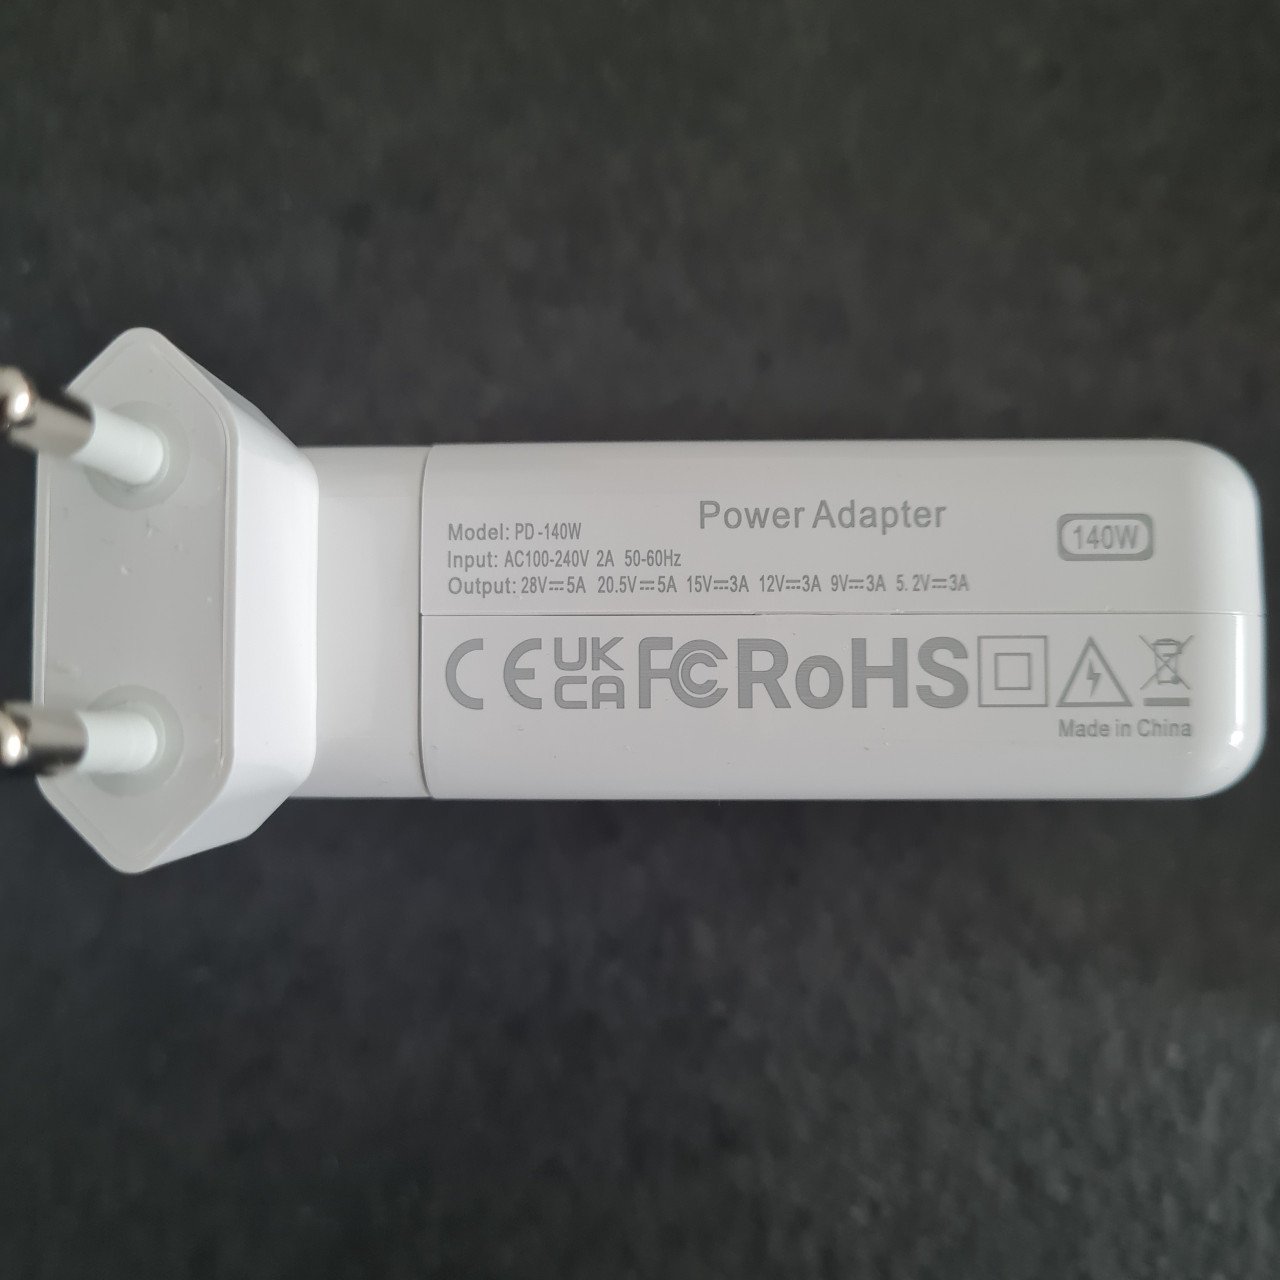 Power Adapter
140W
Model: PD-140W
Input: AC100-240V 2A 50-60Hz
Output: 28V⎓5A 20.5V⎓5A 15V⎓3A 12V⎓3A 9V⎓3A 5.2V⎓3A
CE UK CA FC RoHS
Made in China